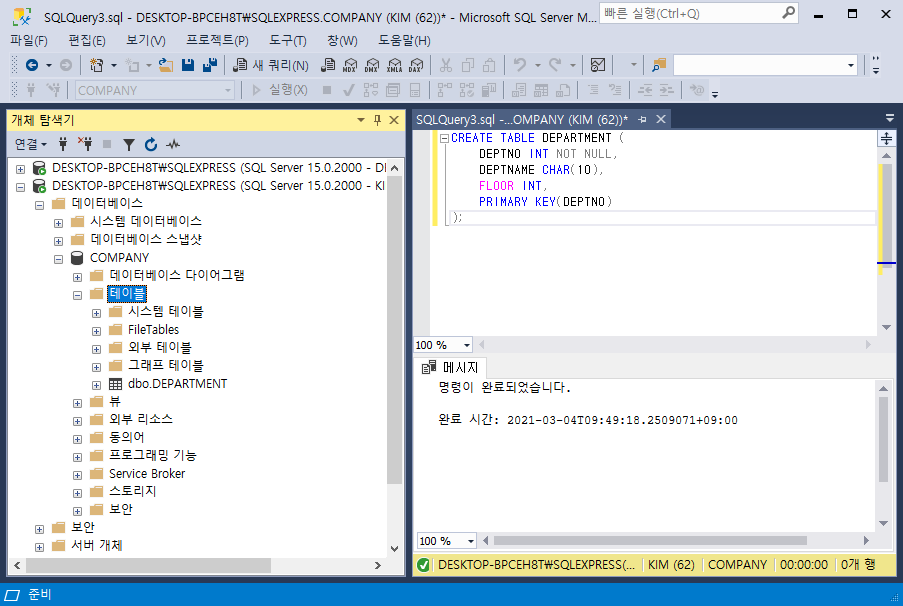 SQLQuery3.sql - DESKTOP-BPCEH8T₩SQLEXPRESS.COMPANY (KIM (62))* - Microsoft SQL Server M...
빠른 실행(Ctrl+Q)
파일(F) 편집(E) 보기(V) 프로젝트(P) 도구(T) 창(W) 도움말(H)
새 쿼리(N) MDX DMX XMLA DAX
COMPANY 실행(X)
개체 탐색기
연결
DESKTOP-BPCEH8T₩SQLEXPRESS (SQL Server 15.0.2000 - DE
DESKTOP-BPCEH8T₩SQLEXPRESS (SQL Server 15.0.2000 - KI
데이터베이스
시스템 데이터베이스
데이터베이스 스냅샷
COMPANY
데이터베이스 다이어그램
테이블
시스템 테이블
FileTables
외부 테이블
그래프 테이블
dbo.DEPARTMENT
뷰
외부 리소스
동의어
프로그래밍 기능
Service Broker
스토리지
보안
보안
서버 개체
SQLQuery3.sql -...OMPANY (KIM (62))*
CREATE TABLE DEPARTMENT (
DEPTNO INT NOT NULL,
DEPTNAME CHAR(10),
FLOOR INT,
PRIMARY KEY(DEPTNO)
);
100 %
메시지
명령이 완료되었습니다.
완료 시간: 2021-03-04T09:49:18.2509071+09:00
100 %
DESKTOP-BPCEH8T₩SQLEXPRESS(... KIM (62) COMPANY 00:00:00 0개 행
준비